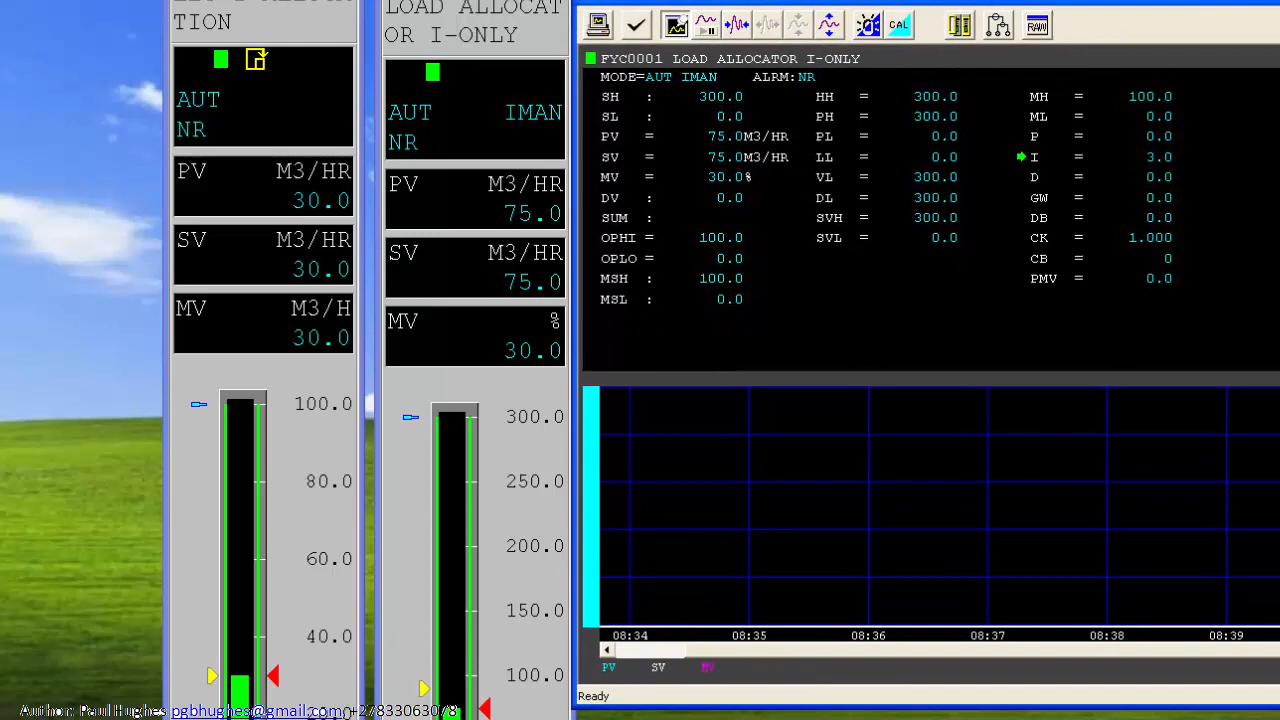 TION
AUT
NR
PV M3/HR
30.0
SV M3/HR
30.0
MV M3/H
30.0
100.0
80.0
60.0
40.0
LOAD ALLOCAT
OR I-ONLY
AUT IMAN
NR
PV M3/HR
75.0
SV M3/HR
75.0
MV %
30.0
300.0
250.0
200.0
150.0
100.0
CAL
RAW
FYC0001 LOAD ALLOCATOR I-ONLY
MODE=AUT IMAN ALRM:NR
SH : 300.0 HH = 300.0 MH = 100.0
SL : 0.0 PH = 300.0 ML = 0.0
PV = 75.0M3/HR PL = 0.0 P = 0.0
SV = 75.0M3/HR LL = 0.0 I = 3.0
MV = 30.0% VL = 300.0 D = 0.0
DV = 0.0 DL = 300.0 GW = 0.0
SUM : SVH = 300.0 DB = 0.0
OPHI = 100.0 SVL = 0.0 CK = 1.000
OPLO = 0.0 CB = 0
MSH : 100.0 PMV = 0.0
MSL : 0.0
08:34 08:35 08:36 08:37 08:38 08:39
PV SV MV
Ready
Author: Paul Hughes pgbhughes@gmail.com +27833063078